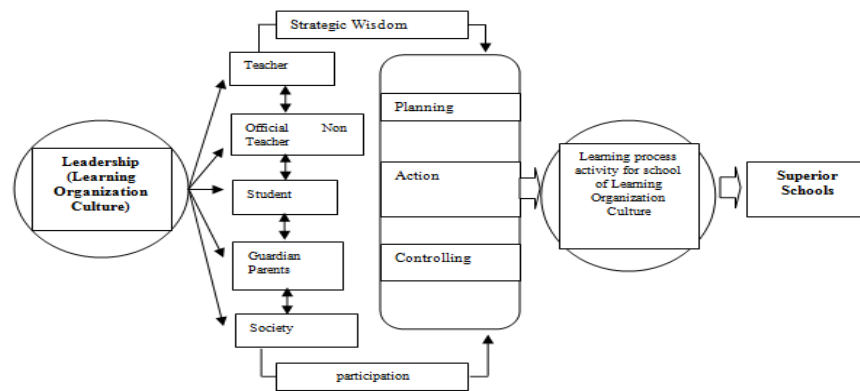 Strategic Wisdom
Teacher
Official Non
Teacher
Student
Guardian
Parents
Society
participation
Leadership
(Learning
Organization
Culture)
Planning
Action
Controlling
Learning process
activity for school
of Learning
Organization
Culture
Superior
Schools